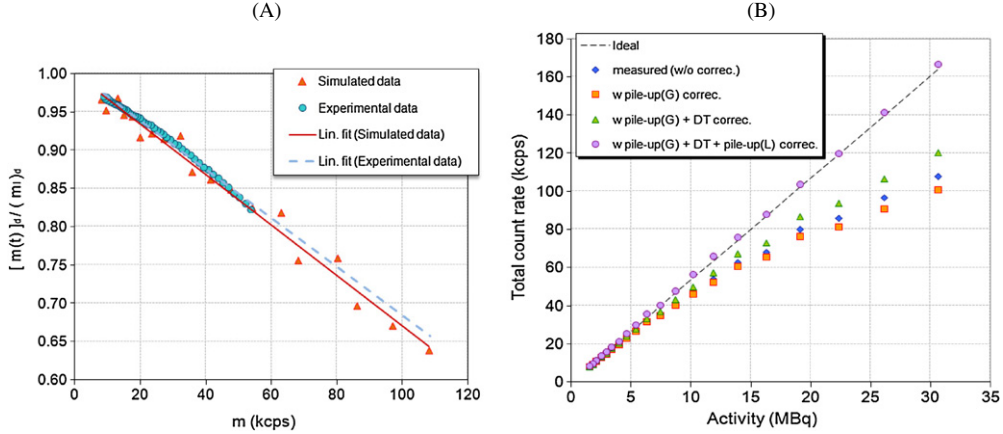 (A)
(B)
[m(t)]d / (mi)d
1.00
0.95
0.90
0.85
0.80
0.75
0.70
0.65
0.60
0
20
40
60
80
100
120
m (kcps)
Simulated data
Experimental data
Lin. fit (Simulated data)
Lin. fit (Experimental data)
Total count rate (kcps)
180
160
140
120
100
80
60
40
20
0
0
5
10
15
20
25
30
35
Activity (MBq)
Ideal
measured (w/o correc.)
w pile-up(G) correc.
w pile-up(G) + DT correc.
w pile-up(G) + DT + pile-up(L) correc.